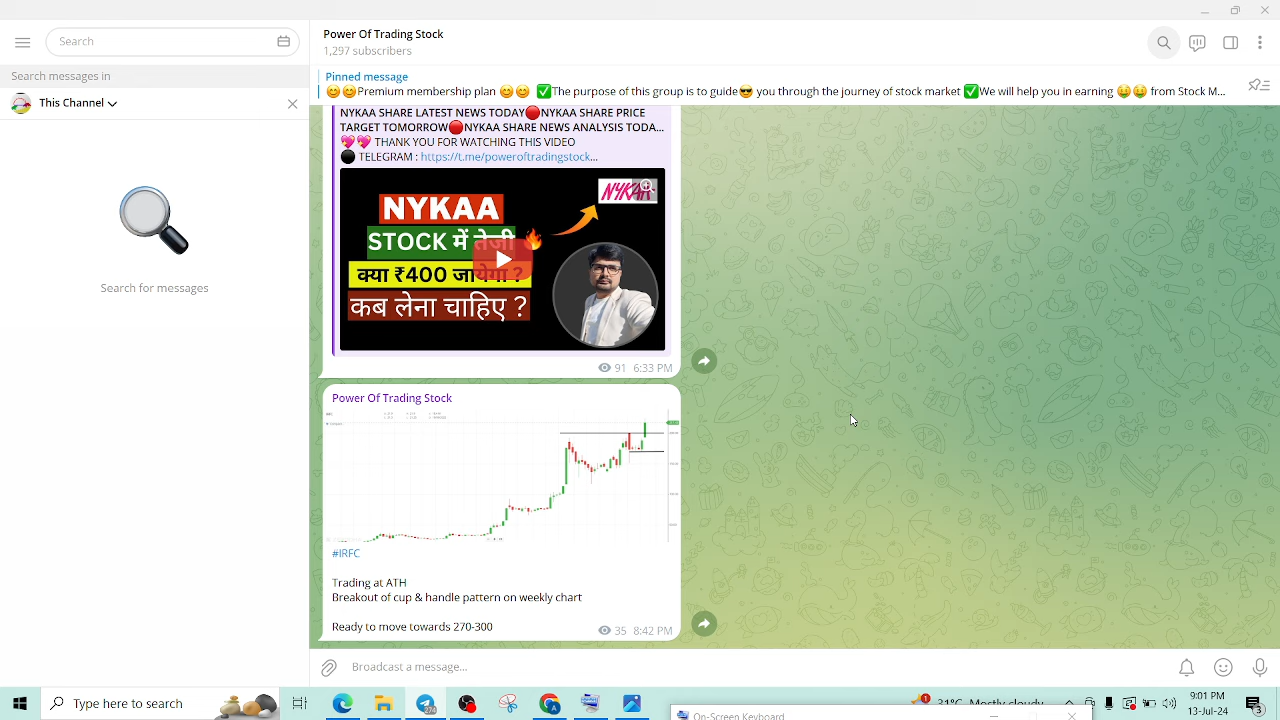 Search
Power Of Trading Stock
1,297 subscribers
Search messages in
This Channel
Search for messages
Pinned message
😊😊Premium membership plan 😊😊 ✅The purpose of this group is to guide😎 you through the journey of stock market ✅We will help you in earning 🤑🤑 from Stock M...
NYKAA SHARE LATEST NEWS TODAY🔴NYKAA SHARE PRICE
TARGET TOMORROW🔴NYKAA SHARE NEWS ANALYSIS TODA...
💖💖 THANK YOU FOR WATCHING THIS VIDEO
⚫ TELEGRAM : https://t.me/poweroftradingstock...
NYKAA
NYKAA
STOCK में तेजी 🔥
क्या ₹400 जायेगा ?
कब लेना चाहिए ?
91 6:33 PM
Power Of Trading Stock
#IRFC
Trading at ATH
Breakout of cup & handle pattern on weekly chart
Ready to move towards 270-300
35 8:42 PM
Broadcast a message...
Type here to search
31°C Mostly cloudy
9:01 PM
13-Jul-24
3
On-Screen Keyboard